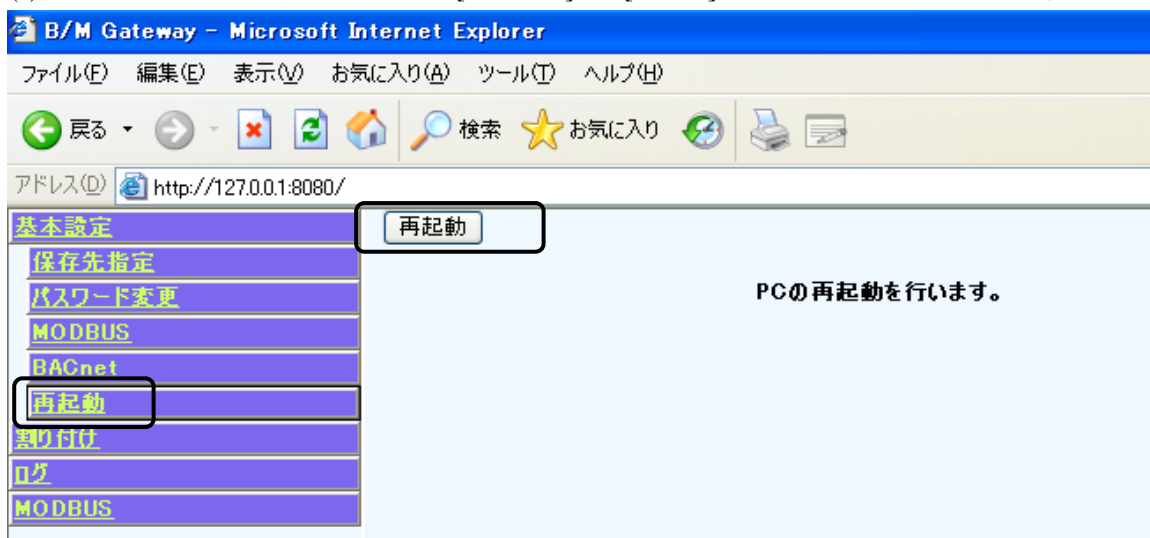 B/M Gateway - Microsoft Internet Explorer
ファイル(F) 編集(E) 表示(V) お気に入り(A) ツール(T) ヘルプ(H)
戻る 検索 お気に入り
アドレス(D) http://127.0.0.1:8080/
基本設定
再起動
保存先指定
パスワード変更
PCの再起動を行います。
MODBUS
BACnet
再起動
割り付け
ログ
MODBUS